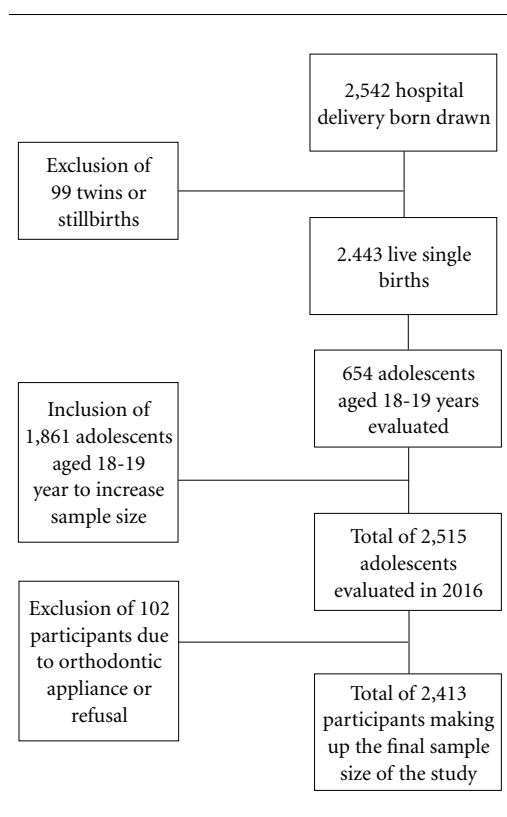 2,542 hospital
delivery born drawn
Exclusion of
99 twins or
stillbirths
2.443 live single
births
654 adolescents
aged 18-19 years
evaluated
Inclusion of
1,861 adolescents
aged 18-19
year to increase
sample size
Total of 2,515
adolescents
evaluated in 2016
Exclusion of 102
participants due
to orthodontic
appliance or
refusal
Total of 2,413
participants making
up the final sample
size of the study